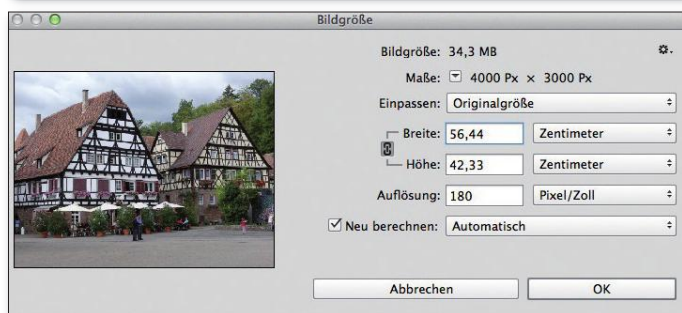 Bildgröße
Bildgröße: 34,3 MB
Maße: 4000 Px × 3000 Px
Einpassen: Originalgröße
Breite: 56,44 Zentimeter
Höhe: 42,33 Zentimeter
Auflösung: 180 Pixel/Zoll
Neu berechnen: Automatisch
Abbrechen OK